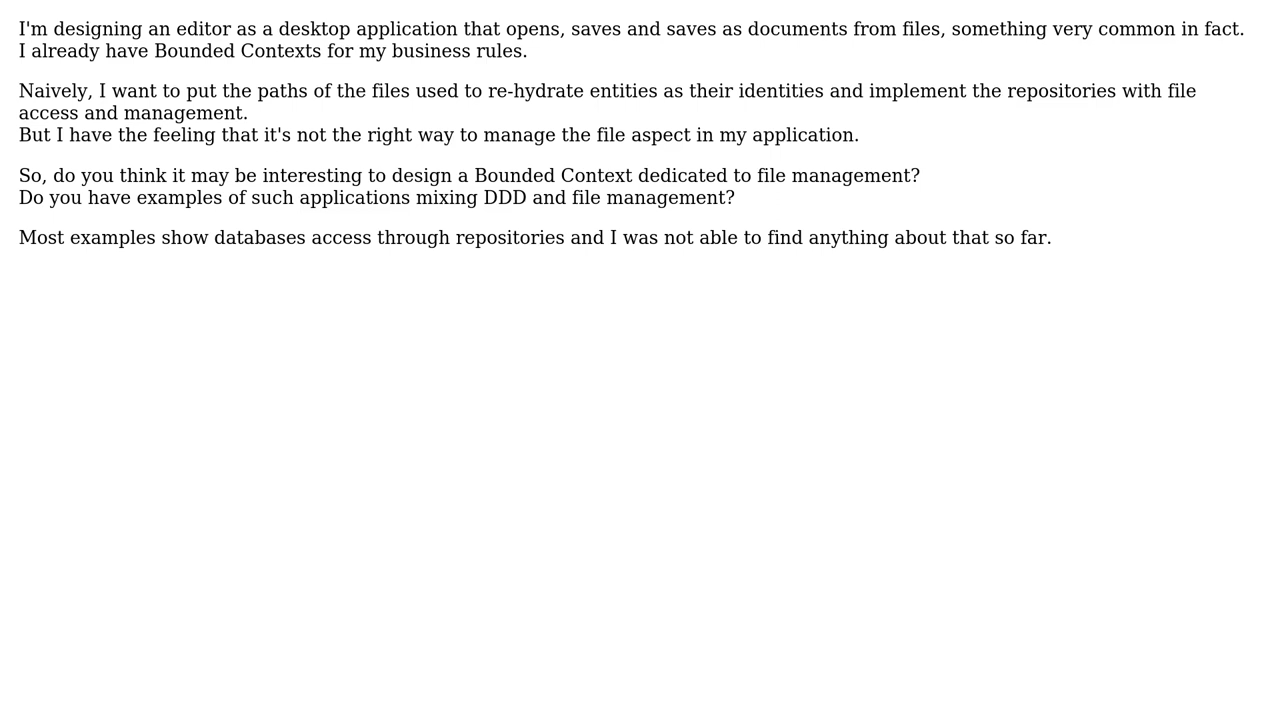 I'm designing an editor as a desktop application that opens, saves and saves as documents from files, something very common in fact.
I already have Bounded Contexts for my business rules.
Naively, I want to put the paths of the files used to re-hydrate entities as their identities and implement the repositories with file
access and management.
But I have the feeling that it's not the right way to manage the file aspect in my application.
So, do you think it may be interesting to design a Bounded Context dedicated to file management?
Do you have examples of such applications mixing DDD and file management?
Most examples show databases access through repositories and I was not able to find anything about that so far.